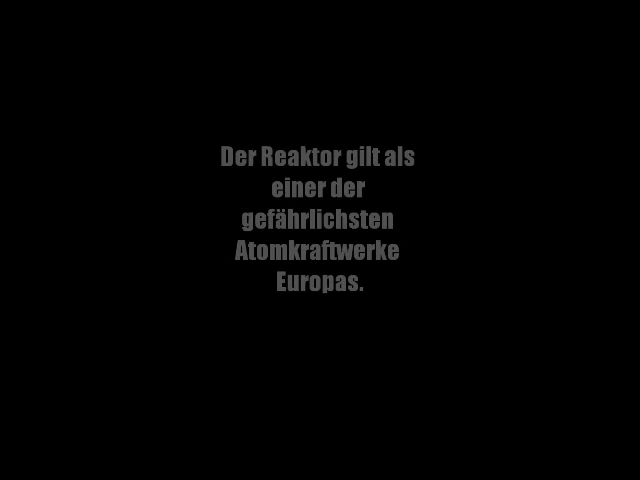 Der Reaktor gilt als
einer der
gefährlichsten
Atomkraftwerke
Europas.